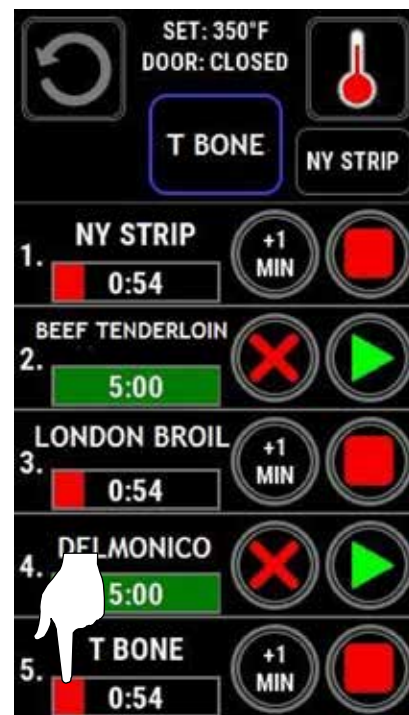 SET: 350°F
DOOR: CLOSED
T BONE
NY STRIP
1. NY STRIP
+1
MIN
0:54
2. BEEF TENDERLOIN
5:00
3. LONDON BROIL
+1
MIN
0:54
4. DELMONICO
5:00
5. T BONE
+1
MIN
0:54